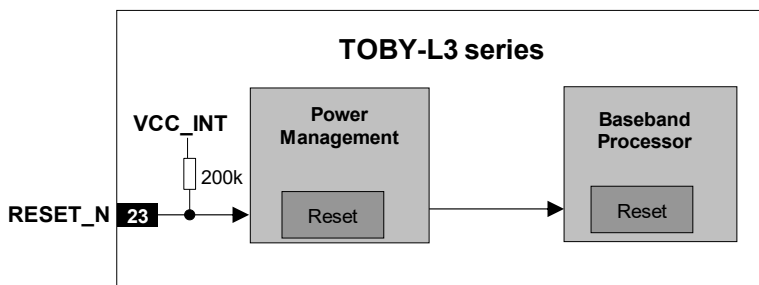 TOBY-L3 series
VCC_INT
200k
RESET_N
23
Power
Management
Reset
Baseband
Processor
Reset